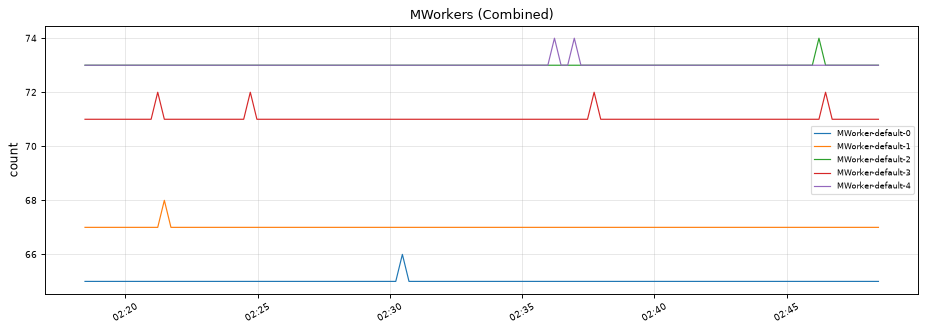 MWorkers (Combined)
74
72
70
68
66
count
MWorker-default-0
MWorker-default-1
MWorker-default-2
MWorker-default-3
MWorker-default-4
02:20
02:25
02:30
02:35
02:40
02:45